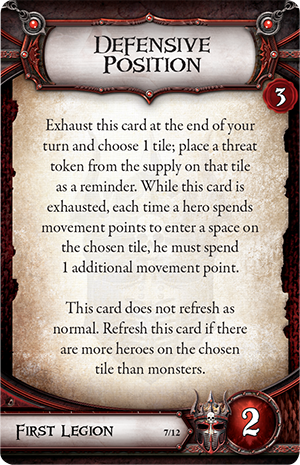 Defensive
Position
3
Exhaust this card at the end of your
turn and choose 1 tile; place a threat
token from the supply on that tile
as a reminder. While this card is
exhausted, each time a hero spends
movement points to enter a space on
the chosen tile, he must spend
1 additional movement point.
This card does not refresh as
normal. Refresh this card if there
are more heroes on the chosen
tile than monsters.
First Legion
7/12
2